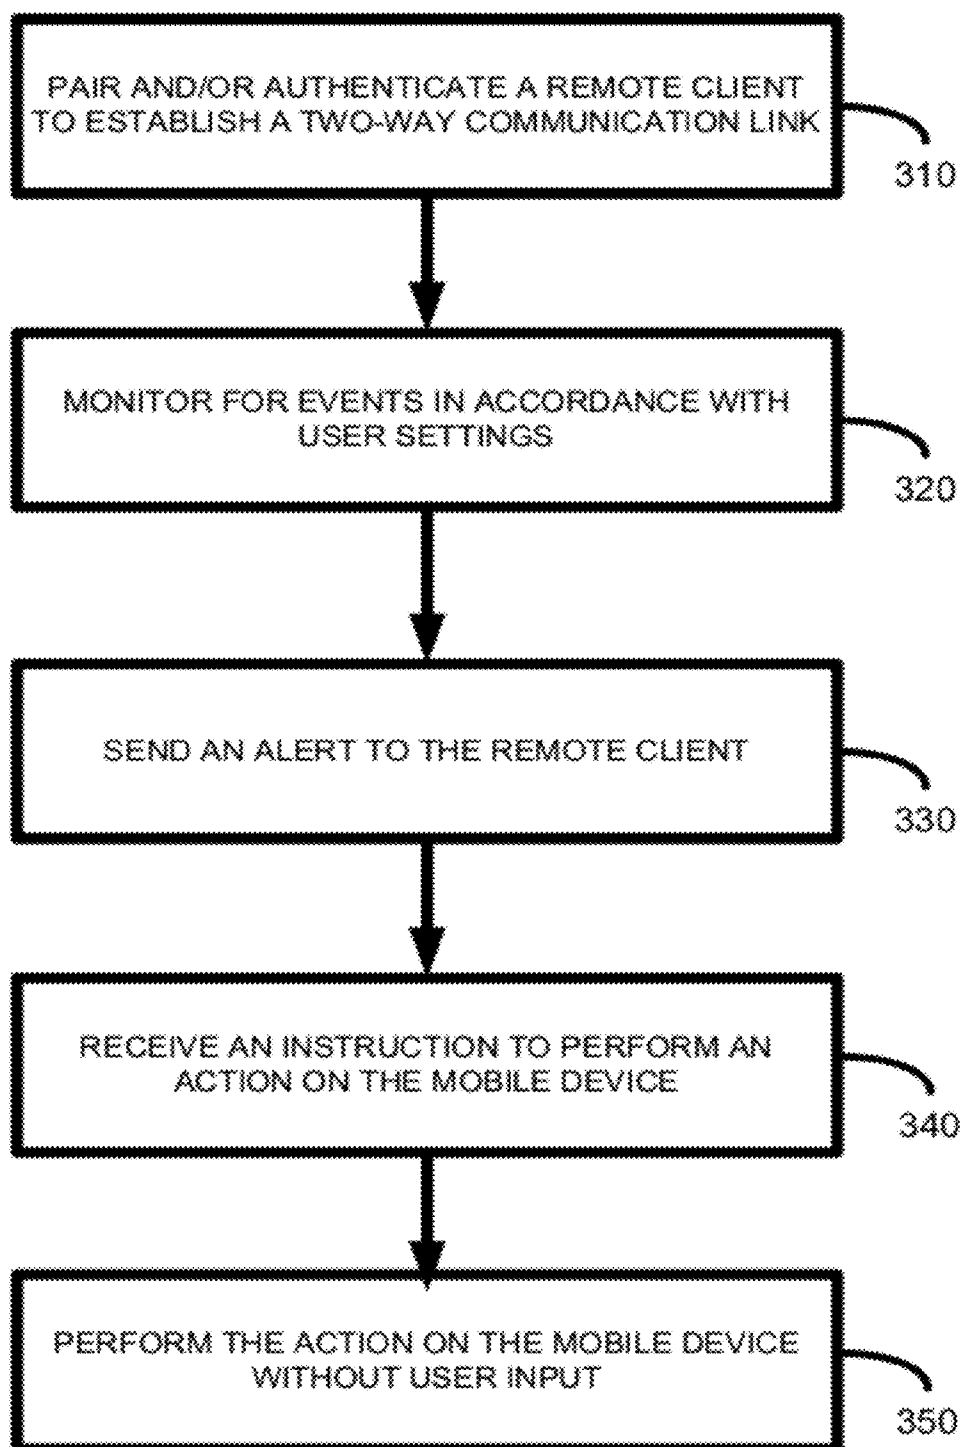 PAIR AND/OR AUTHENTICATE A REMOTE CLIENT
TO ESTABLISH A TWO-WAY COMMUNICATION LINK
310
MONITOR FOR EVENTS IN ACCORDANCE WITH
USER SETTINGS
320
SEND AN ALERT TO THE REMOTE CLIENT
330
RECEIVE AN INSTRUCTION TO PERFORM AN
ACTION ON THE MOBILE DEVICE
340
PERFORM THE ACTION ON THE MOBILE DEVICE
WITHOUT USER INPUT
350